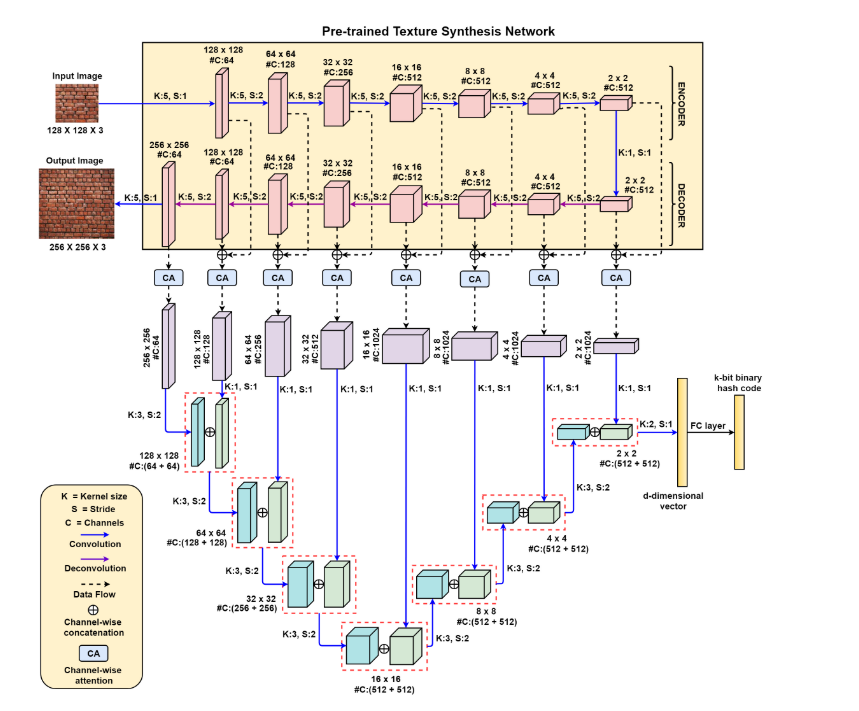 Pre-trained Texture Synthesis Network
Input Image
128 X 128 X 3
K:5, S:1
128 x 128
#C:64
K:5, S:2
64 x 64
#C:128
K:5, S:2
32 x 32
#C:256
K:5, S:2
16 x 16
#C:512
K:5, S:2
8 x 8
#C:512
K:5, S:2
4 x 4
#C:512
K:5, S:2
2 x 2
#C:512
ENCODER
K:1, S:1
Output Image
256 X 256 X 3
K:5, S:1
256 x 256
#C:64
K:5, S:2
128 x 128
#C:64
K:5, S:2
64 x 64
#C:128
K:5, S:2
32 x 32
#C:256
K:5, S:2
16 x 16
#C:512
K:5, S:2
8 x 8
#C:512
K:5, S:2
4 x 4
#C:512
K:5, S:2
2 x 2
#C:512
DECODER
CA
CA
CA
CA
CA
CA
CA
CA
256 x 256
#C:64
128 x 128
#C:128
64 x 64
#C:256
32 x 32
#C:512
16 x 16
#C:1024
8 x 8
#C:1024
4 x 4
#C:1024
2 x 2
#C:1024
K:3, S:2
K:1, S:1
K:1, S:1
K:1, S:1
K:1, S:1
K:1, S:1
K:1, S:1
K:1, S:1
128 x 128
#C:(64 + 64)
K:3, S:2
64 x 64
#C:(128 + 128)
K:3, S:2
32 x 32
#C:(256 + 256)
K:3, S:2
16 x 16
#C:(512 + 512)
K:3, S:2
8 x 8
#C:(512 + 512)
K:3, S:2
4 x 4
#C:(512 + 512)
K:3, S:2
2 x 2
#C:(512 + 512)
K:2, S:1
d-dimensional
vector
FC layer
k-bit binary
hash code
K = Kernel size
S = Stride
C = Channels
Convolution
Deconvolution
Data Flow
Channel-wise
concatenation
CA
Channel-wise
attention